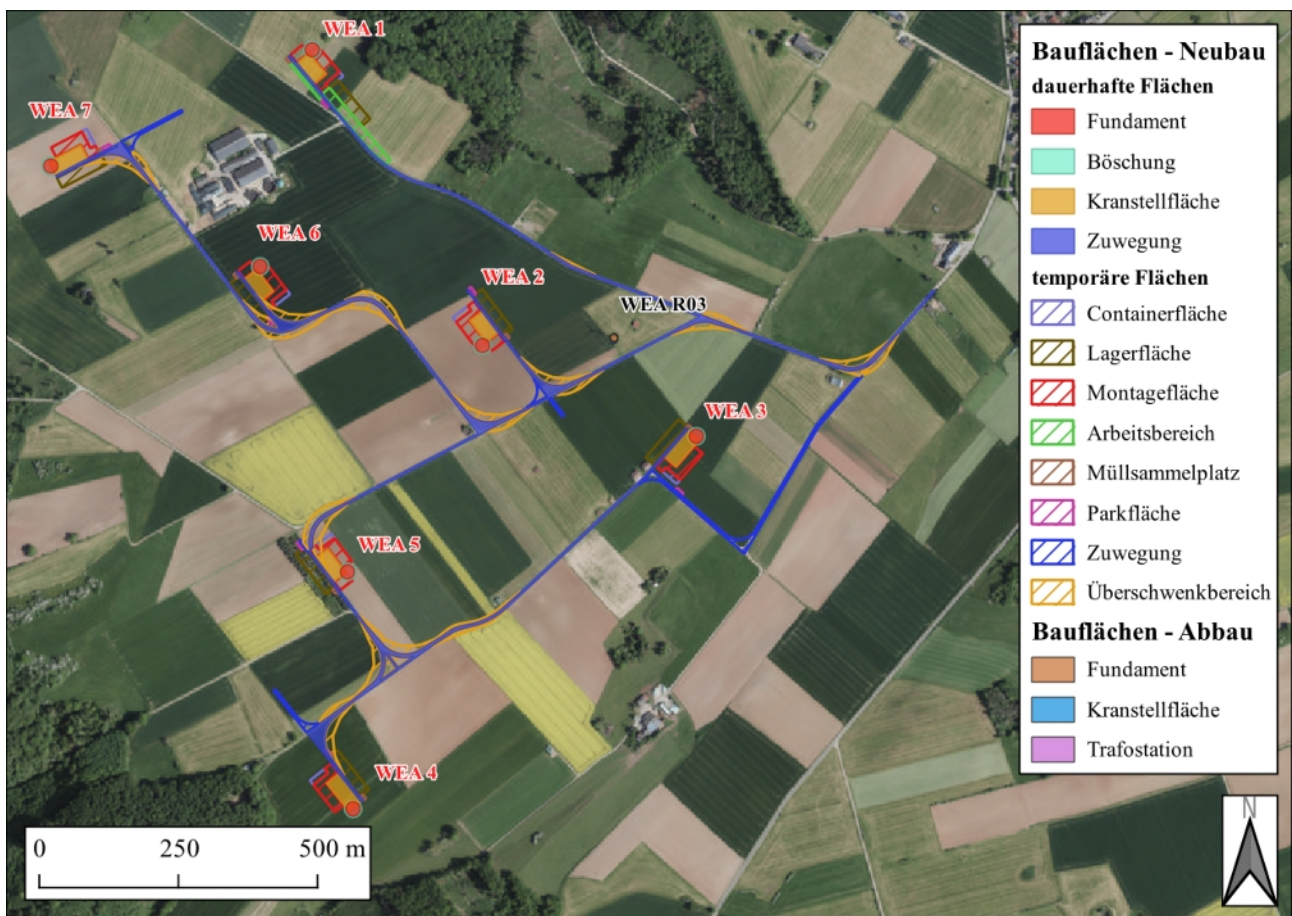 WEA 1
WEA 7
WEA 6
WEA 2
WEA R03
WEA 3
WEA 5
WEA 4
Bauflächen - Neubau
dauerhafte Flächen
Fundament
Böschung
Kranstellfläche
Zuwegung
temporäre Flächen
Containerfläche
Lagerfläche
Montagefläche
Arbeitsbereich
Müllsammelplatz
Parkfläche
Zuwegung
Überschwenkbereich
Bauflächen - Abbau
Fundament
Kranstellfläche
Trafostation
0 250 500 m
N